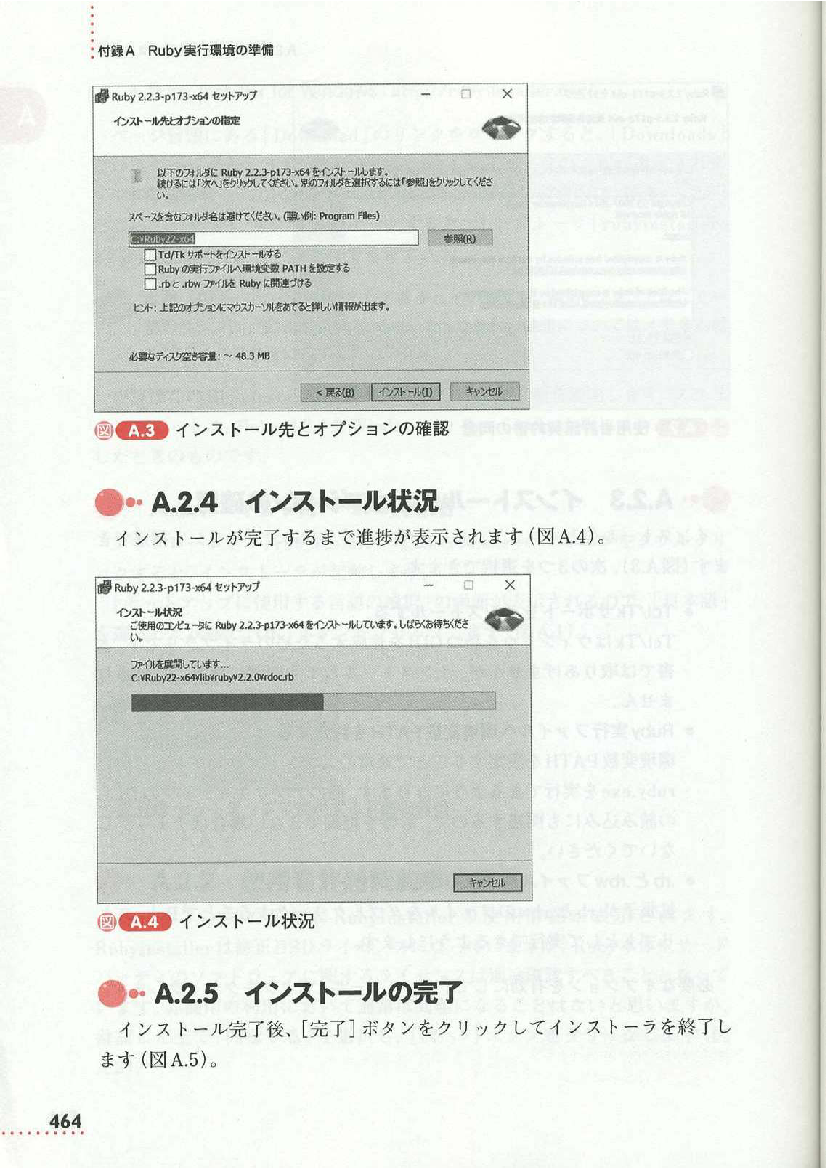 付録A Ruby実行環境の準備
Ruby 2.2.3-p173-x64 セットアップ
インストール先とオプションの指定
以下のフォルダに Ruby 2.2.3-p173-x64 をインストールします。
続けるには「次へ」をクリックしてください。別のフォルダを選択するには「参照」をクリックしてくださ
い。
スペースを含むフォルダ名は避けてください。(悪い例: Program Files)
C:¥Ruby22-x64
参照(R)
Tcl/Tk サポートをインストールする
Ruby の実行ファイルへ環境変数 PATH を設定する
.rb と .rbw ファイルを Ruby に関連づける
ヒント: 上記のオプションにマウスカーソルをあてると詳しい情報が出ます。
必要なディスク空き容量: ~ 46.3 MB
< 戻る(B) インストール(I) キャンセル
図 A.3 インストール先とオプションの確認
A.2.4 インストール状況
インストールが完了するまで進捗が表示されます(図A.4)。
Ruby 2.2.3-p173-x64 セットアップ
インストール状況
ご使用のコンピュータに Ruby 2.2.3-p173-x64 をインストールしています。しばらくお待ちくださ
い。
ファイルを展開しています...
C:¥Ruby22-x64¥lib¥ruby¥2.2.0¥rdoc.rb
キャンセル
図 A.4 インストール状況
A.2.5 インストールの完了
インストール完了後、[完了]ボタンをクリックしてインストーラを終了し
ます(図A.5)。
464